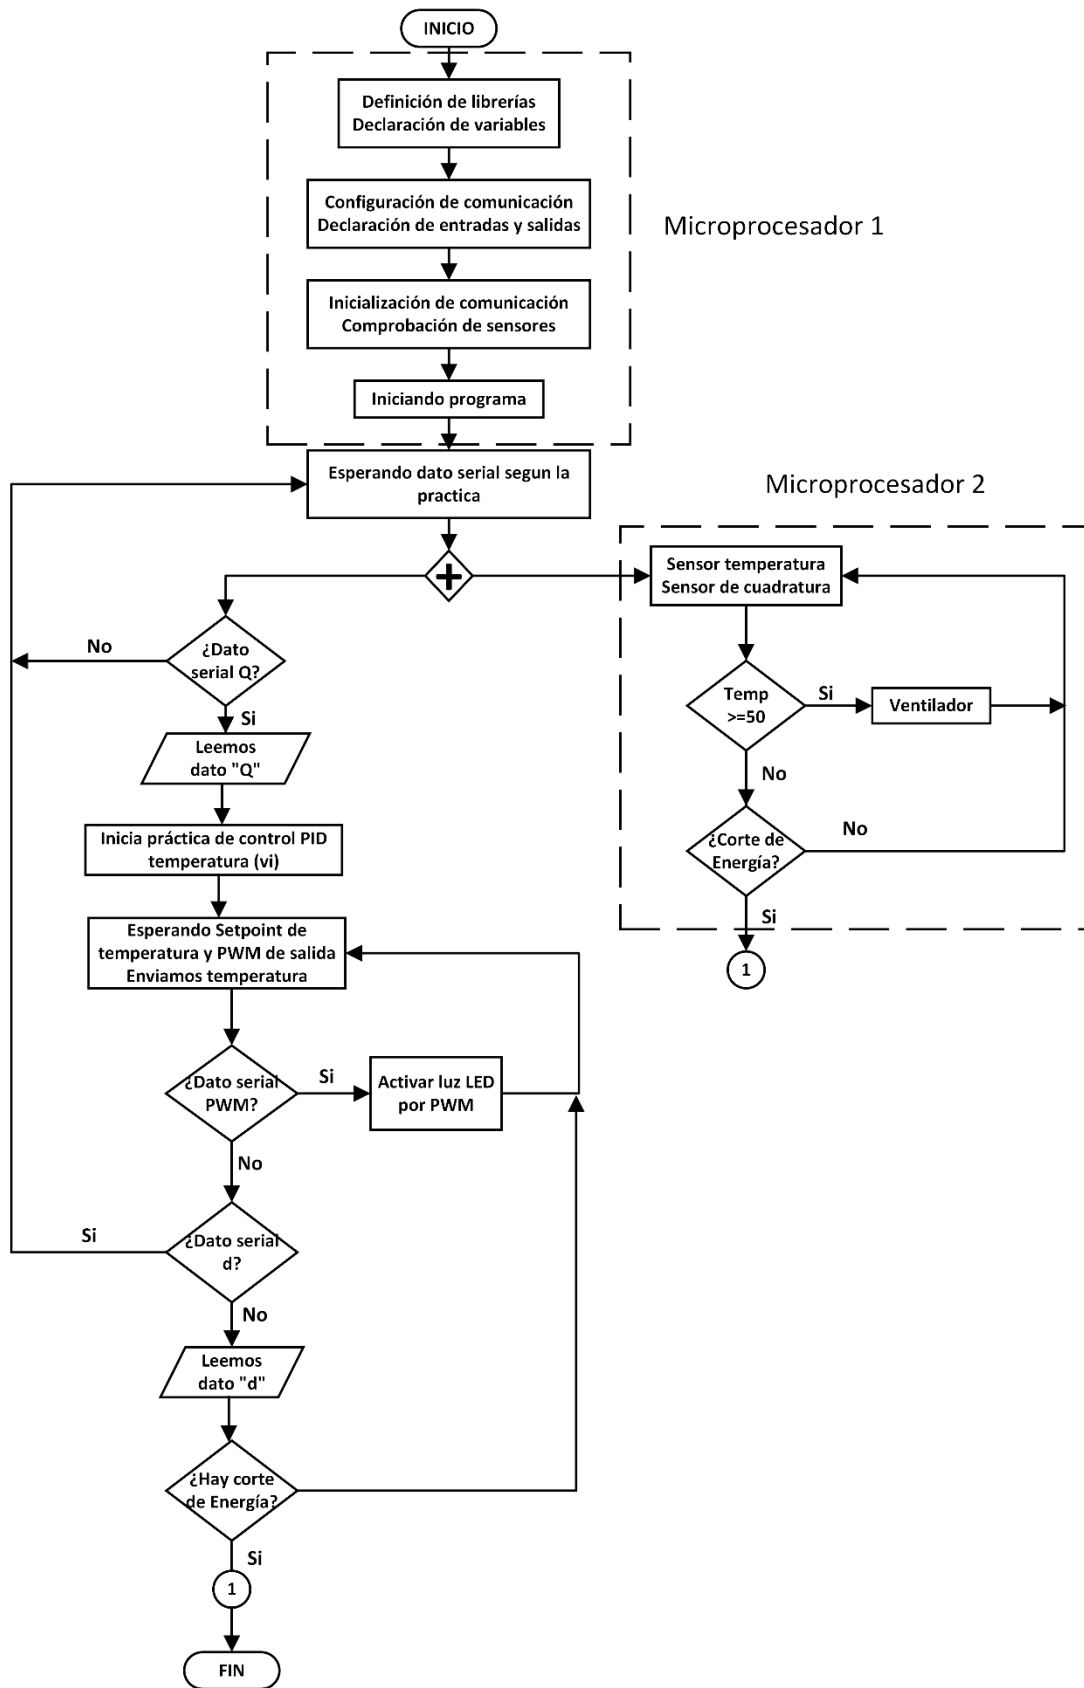 INICIO
Definición de librerías
Declaración de variables
Configuración de comunicación
Declaración de entradas y salidas
Microprocesador 1
Inicialización de comunicación
Comprobación de sensores
Iniciando programa
Esperando dato serial segun la
practica
Microprocesador 2
Sensor temperatura
Sensor de cuadratura
No
¿Dato
serial Q?
Si
Leemos
dato "Q"
Inicia práctica de control PID
temperatura (vi)
Esperando Setpoint de
temperatura y PWM de salida
Enviamos temperatura
¿Dato serial
PWM?
Si
Activar luz LED
por PWM
No
Si
¿Dato serial
d?
No
Leemos
dato "d"
¿Hay corte
de Energía?
Si
1
FIN
Temp
>=50
Si
Ventilador
No
¿Corte de
Energía?
No
Si
1